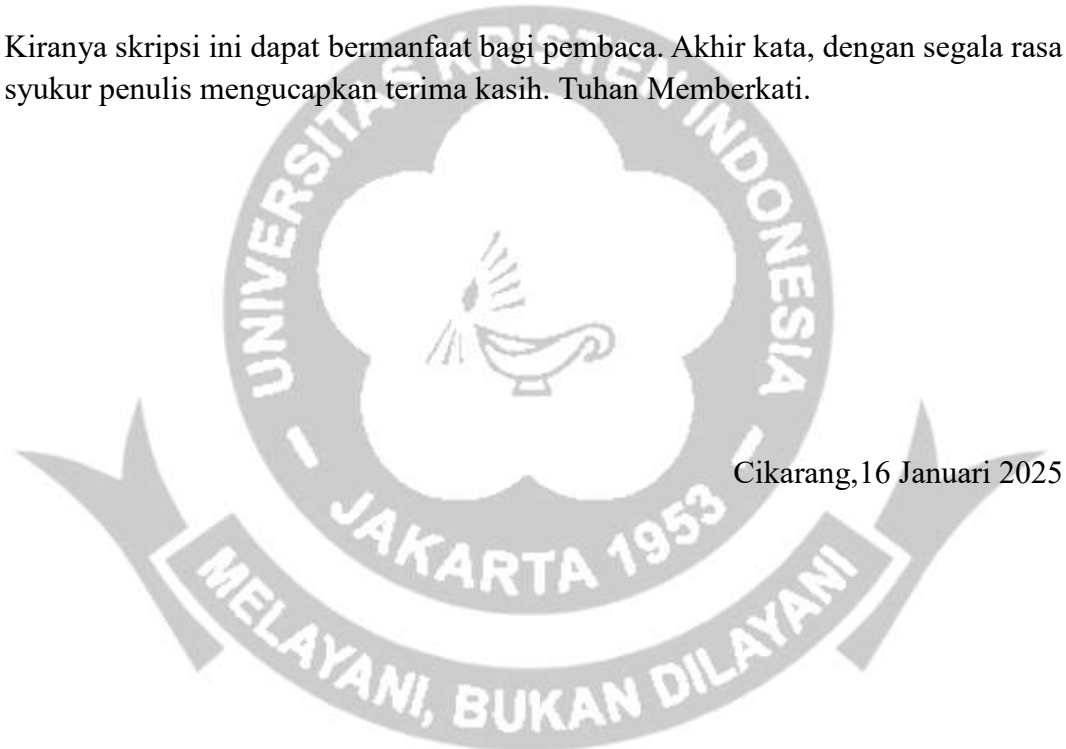 Kiranya skripsi ini dapat bermanfaat bagi pembaca. Akhir kata, dengan segala rasa
syukur penulis mengucapkan terima kasih. Tuhan Memberkati.
UNIVERSITAS KRISTEN INDONESIA
Cikarang,16 Januari 2025
JAKARTA 1953
MELAYANI, BUKAN DILAYANI